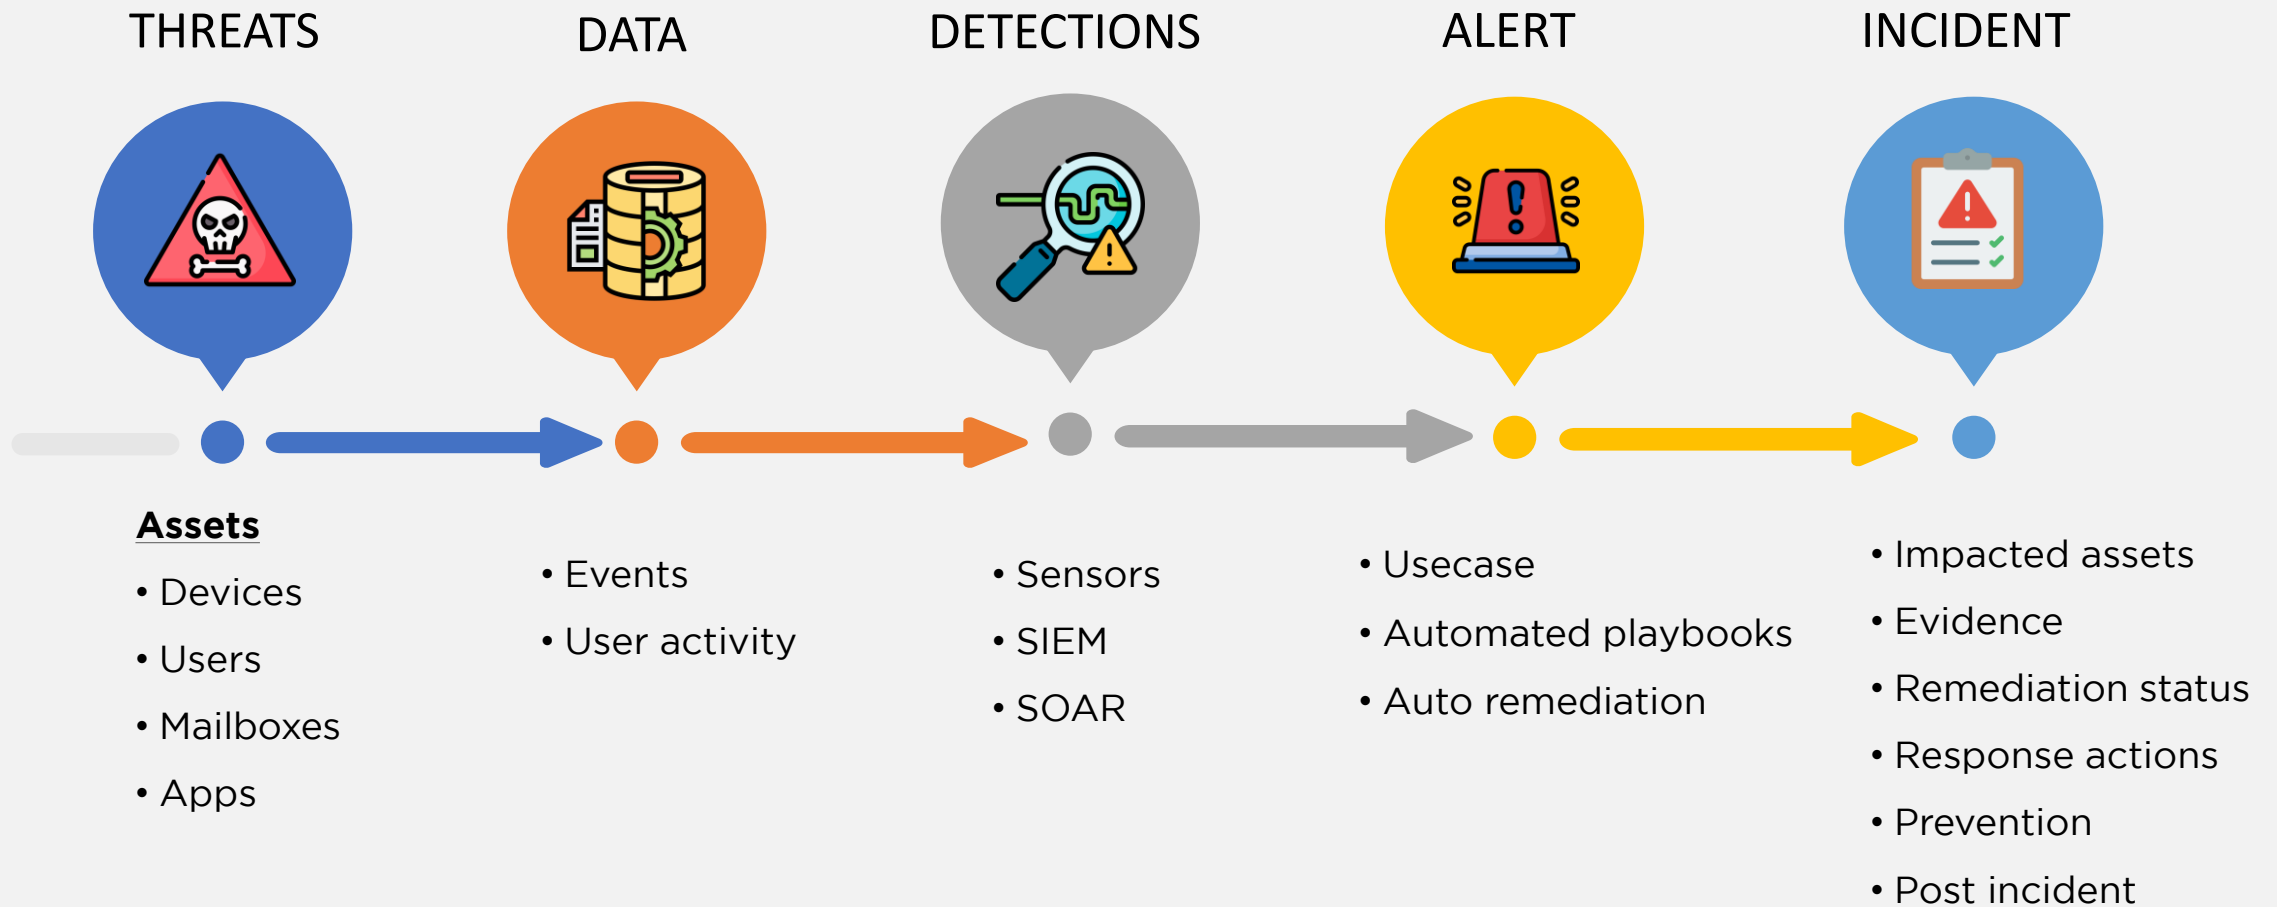 THREATS
DATA
DETECTIONS
ALERT
INCIDENT
Assets
• Devices
• Users
• Mailboxes
• Apps
• Events
• User activity
• Sensors
• SIEM
• SOAR
• Usecase
• Automated playbooks
• Auto remediation
• Impacted assets
• Evidence
• Remediation status
• Response actions
• Prevention
• Post incident